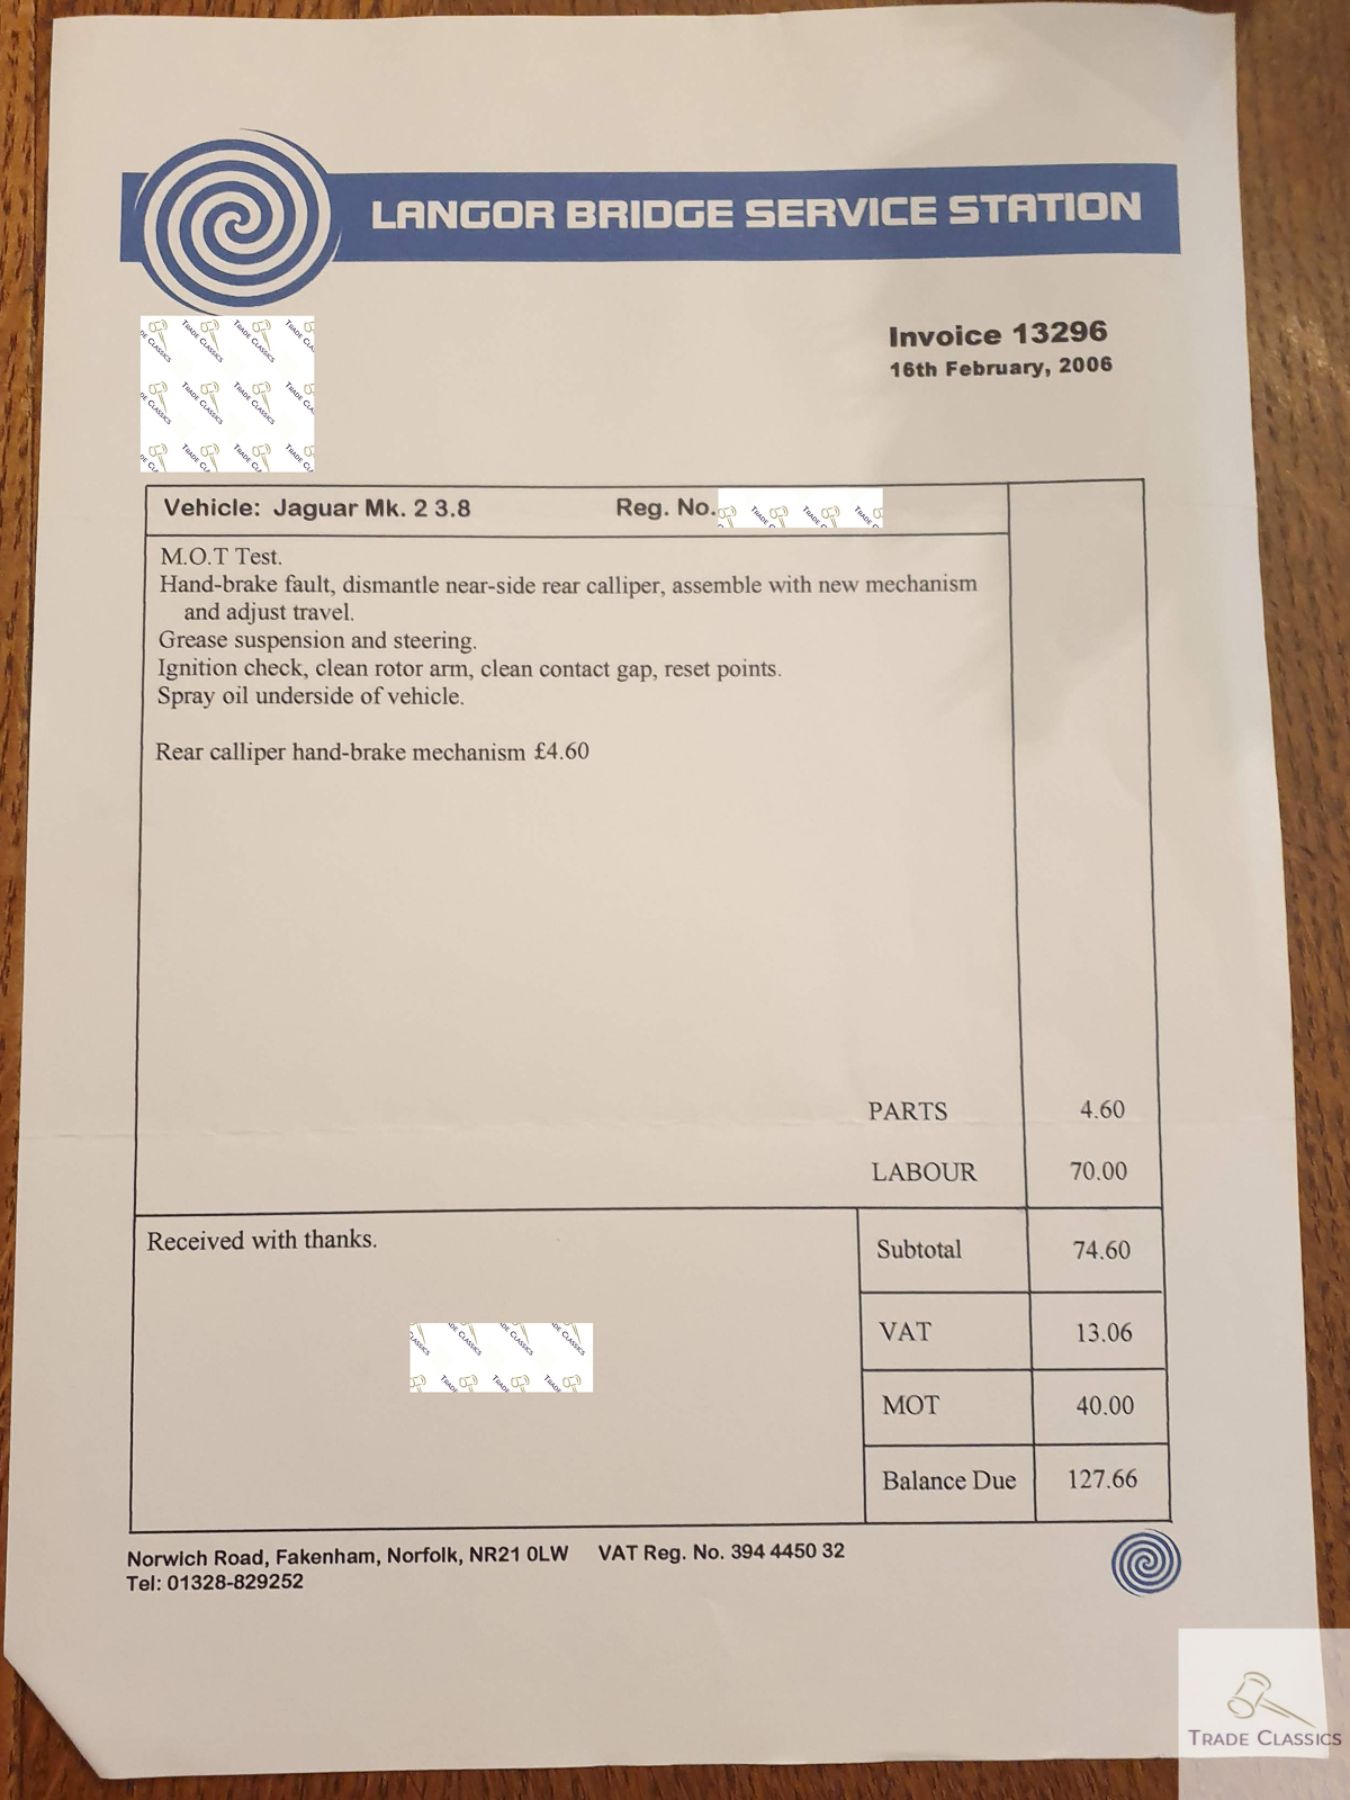 LANGOR BRIDGE SERVICE STATION
Invoice 13296
16th February, 2006
Vehicle: Jaguar Mk. 2 3.8 Reg. No.
M.O.T Test.
Hand-brake fault, dismantle near-side rear calliper, assemble with new mechanism
and adjust travel.
Grease suspension and steering.
Ignition check, clean rotor arm, clean contact gap, reset points.
Spray oil underside of vehicle.
Rear calliper hand-brake mechanism £4.60
PARTS 4.60
LABOUR 70.00
Received with thanks.
Subtotal 74.60
VAT 13.06
MOT 40.00
Balance Due 127.66
Norwich Road, Fakenham, Norfolk, NR21 0LW VAT Reg. No. 394 4450 32
Tel: 01328-829252
TRADE CLASSICS